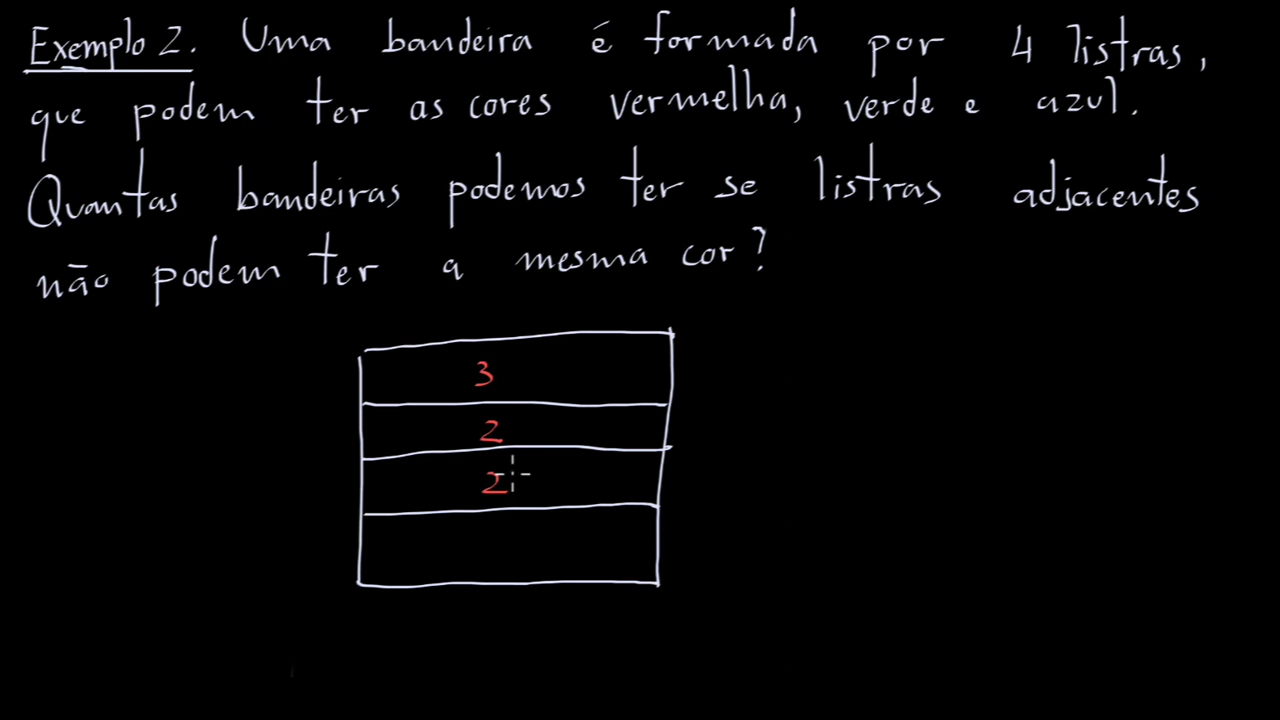 Exemplo 2. Uma bandeira é formada por 4 listras,
que podem ter as cores vermelha, verde e azul.
Quantas bandeiras podemos ter se listras adjacentes
não podem ter a mesma cor?
3
2
2